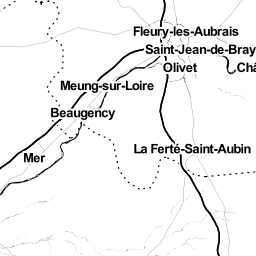 Fleury-les-Aubrais
Saint-Jean-de-Bray
Olivet
Meung-sur-Loire
Beaugency
La Ferté-Saint-Aubin
Mer